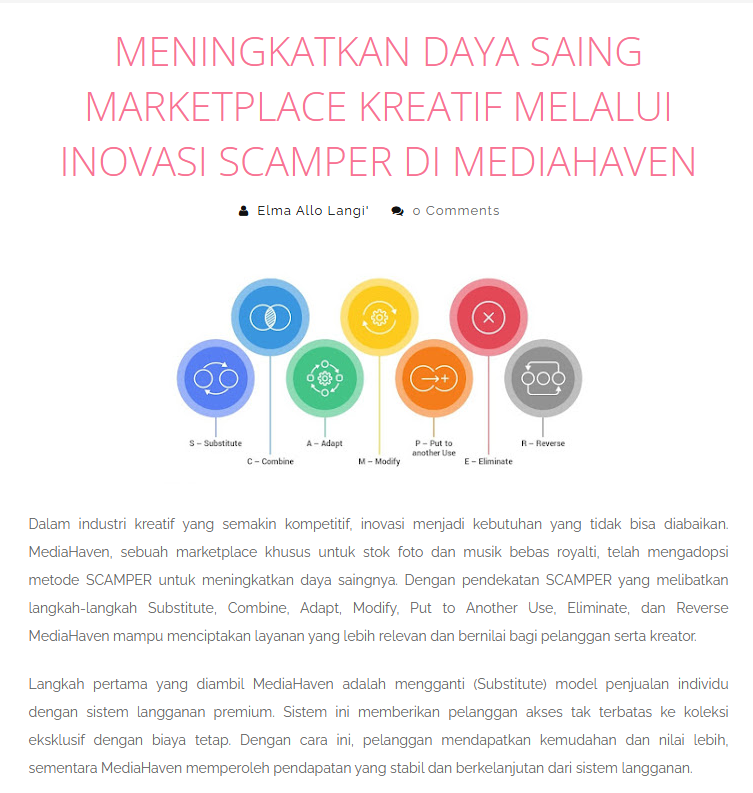 MENINGKATKAN DAYA SAING
MARKETPLACE KREATIF MELALUI
INOVASI SCAMPER DI MEDIAHAVEN
Elma Allo Langi' 0 Comments
S – Substitute
C – Combine
A – Adapt
M – Modify
P – Put to
another Use
E – Eliminate
R – Reverse
Dalam industri kreatif yang semakin kompetitif, inovasi menjadi kebutuhan yang tidak bisa diabaikan.
MediaHaven, sebuah marketplace khusus untuk stok foto dan musik bebas royalti, telah mengadopsi
metode SCAMPER untuk meningkatkan daya saingnya. Dengan pendekatan SCAMPER yang melibatkan
langkah-langkah Substitute, Combine, Adapt, Modify, Put to Another Use, Eliminate, dan Reverse
MediaHaven mampu menciptakan layanan yang lebih relevan dan bernilai bagi pelanggan serta kreator.
Langkah pertama yang diambil MediaHaven adalah mengganti (Substitute) model penjualan individu
dengan sistem langganan premium. Sistem ini memberikan pelanggan akses tak terbatas ke koleksi
eksklusif dengan biaya tetap. Dengan cara ini, pelanggan mendapatkan kemudahan dan nilai lebih,
sementara MediaHaven memperoleh pendapatan yang stabil dan berkelanjutan dari sistem langganan.